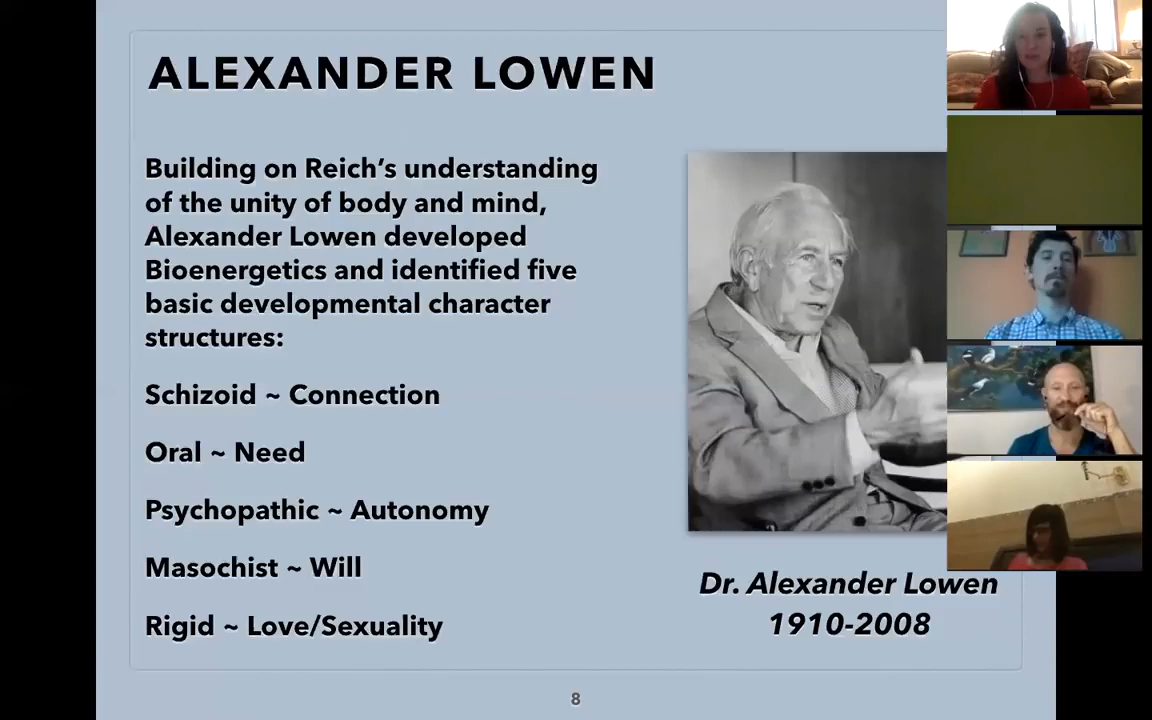 ALEXANDER LOWEN
Building on Reich’s understanding
of the unity of body and mind,
Alexander Lowen developed
Bioenergetics and identified five
basic developmental character
structures:
Schizoid ~ Connection
Oral ~ Need
Psychopathic ~ Autonomy
Masochist ~ Will
Rigid ~ Love/Sexuality
Dr. Alexander Lowen
1910-2008
8